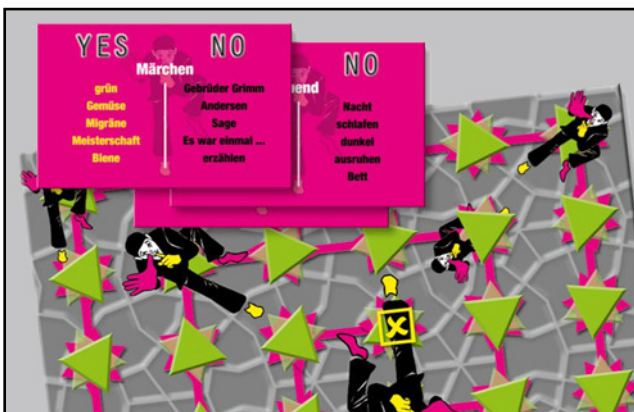 YES NO
Märchen
grün
Gemüse
Migräne
Meisterschaft
Biene
Gebrüder Grimm
Andersen
Sage
Es war einmal ...
erzählen
NO
Nacht
schlafen
dunkel
ausruhen
Bett